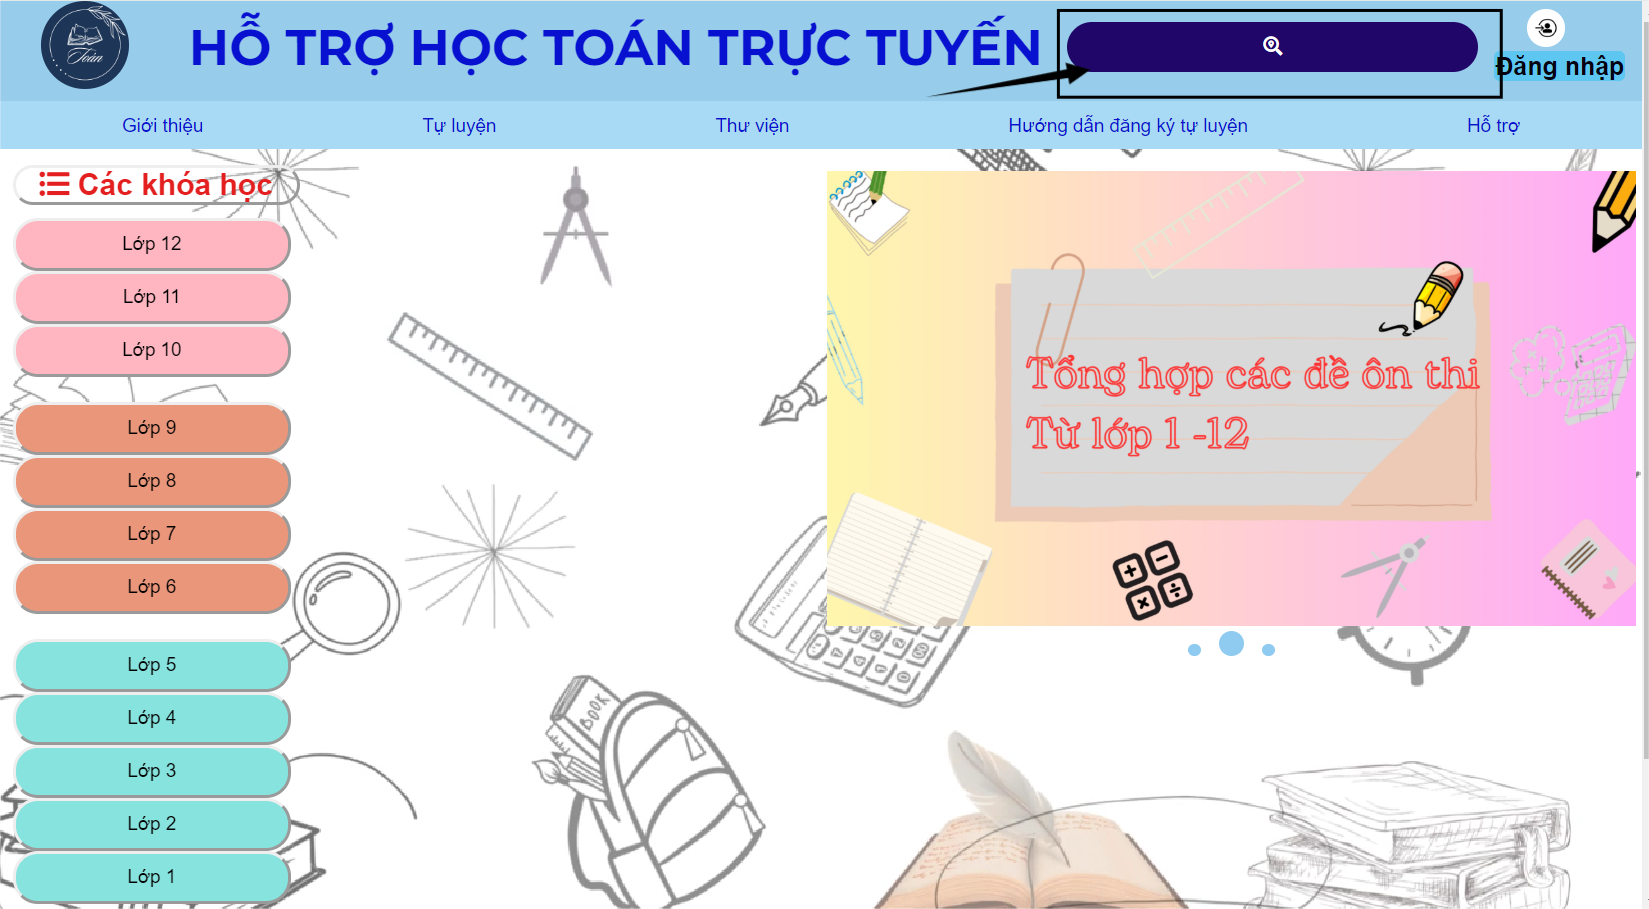 Toán
HỖ TRỢ HỌC TOÁN TRỰC TUYẾN
Đăng nhập
Giới thiệu
Tự luyện
Thư viện
Hướng dẫn đăng ký tự luyện
Hỗ trợ
Các khóa học
Lớp 12
Lớp 11
Lớp 10
Lớp 9
Lớp 8
Lớp 7
Lớp 6
Lớp 5
Lớp 4
Lớp 3
Lớp 2
Lớp 1
Tổng hợp các đề ôn thi
Từ lớp 1 -12
BOOK